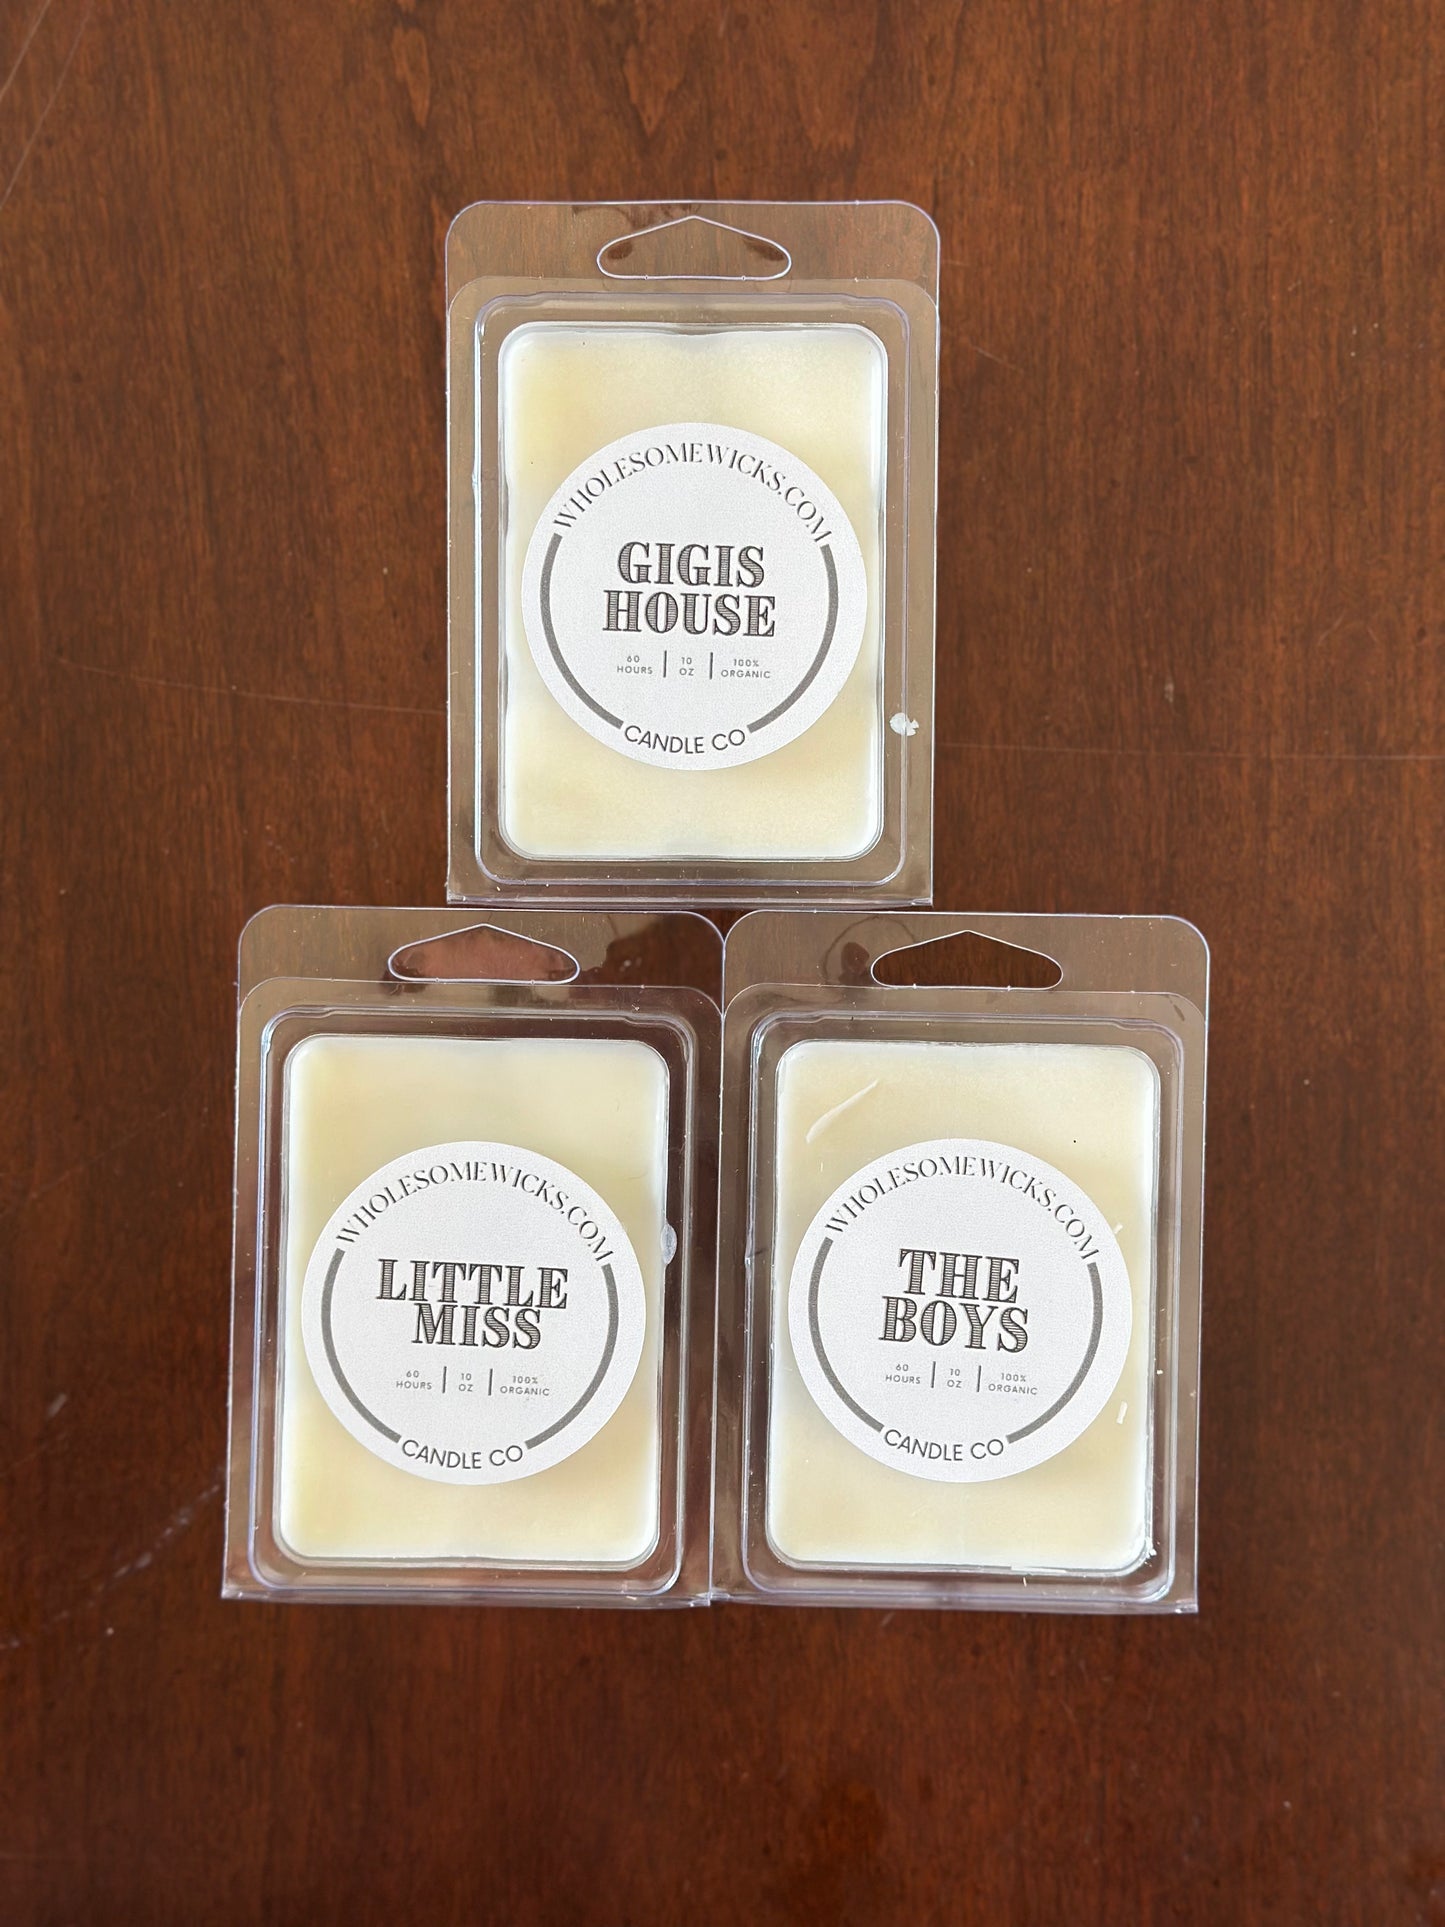 WHOLESOMEWICKS.COM
GIGIS
HOUSE
60 HOURS | 10 OZ | 100% ORGANIC
CANDLE CO
WHOLESOMEWICKS.COM
LITTLE
MISS
60 HOURS | 10 OZ | 100% ORGANIC
CANDLE CO
WHOLESOMEWICKS.COM
THE
BOYS
60 HOURS | 10 OZ | 100% ORGANIC
CANDLE CO